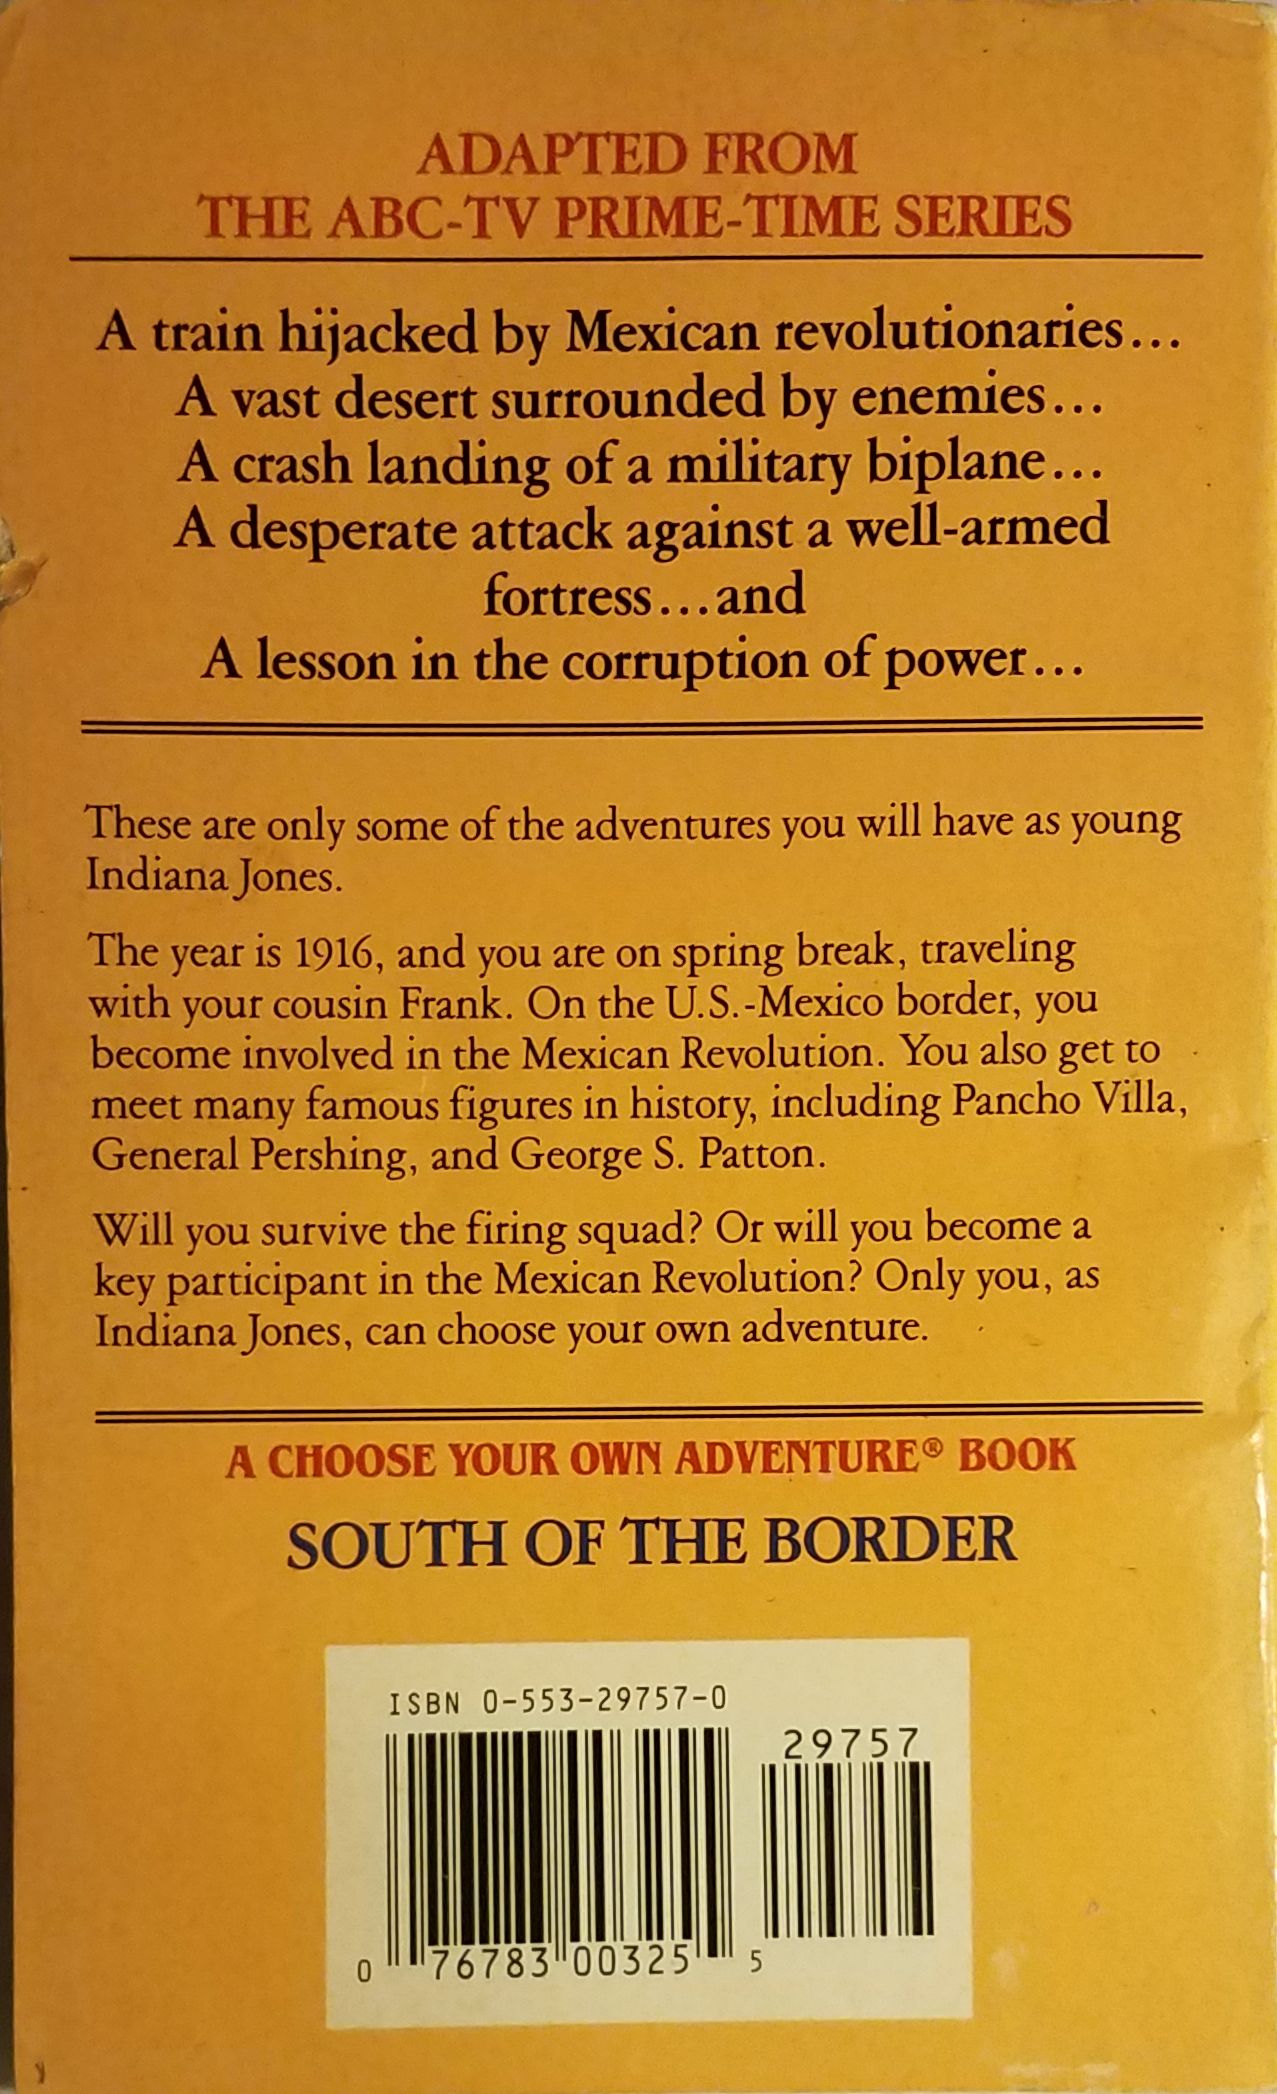 ADAPTED FROM
THE ABC-TV PRIME-TIME SERIES
A train hijacked by Mexican revolutionaries...
A vast desert surrounded by enemies...
A crash landing of a military biplane...
A desperate attack against a well-armed
fortress...and
A lesson in the corruption of power...
These are only some of the adventures you will have as young
Indiana Jones.
The year is 1916, and you are on spring break, traveling
with your cousin Frank. On the U.S.-Mexico border, you
become involved in the Mexican Revolution. You also get to
meet many famous figures in history, including Pancho Villa,
General Pershing, and George S. Patton.
Will you survive the firing squad? Or will you become a
key participant in the Mexican Revolution? Only you, as
Indiana Jones, can choose your own adventure.
A CHOOSE YOUR OWN ADVENTURE® BOOK
SOUTH OF THE BORDER
ISBN 0-553-29757-0
29757
0 76783 00325 5